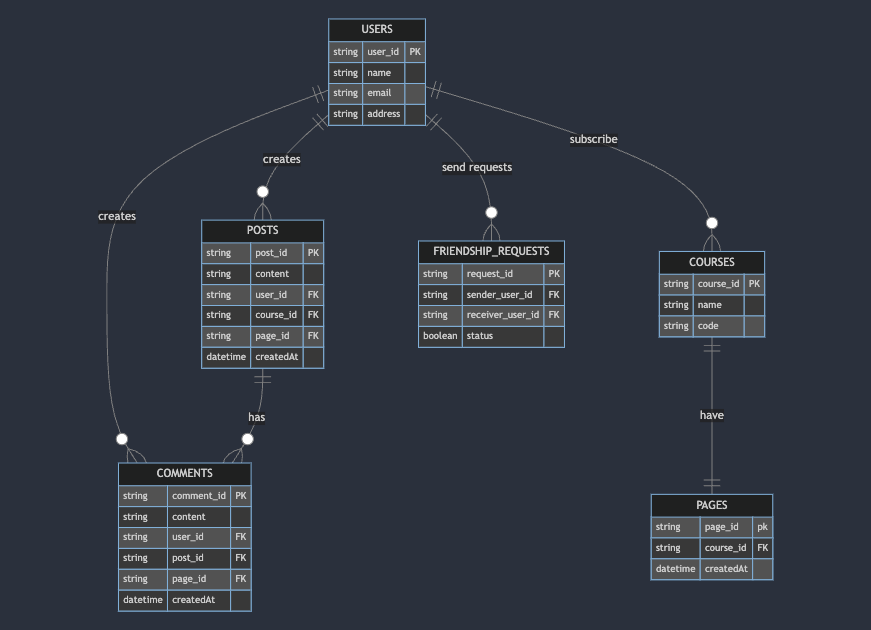 USERS
string user_id PK
string name
string email
string address
creates
creates
send requests
subscribe
POSTS
string post_id PK
string content
string user_id FK
string course_id FK
string page_id FK
datetime createdAt
FRIENDSHIP_REQUESTS
string request_id PK
string sender_user_id FK
string receiver_user_id FK
boolean status
COURSES
string course_id PK
string name
string code
has
have
COMMENTS
string comment_id PK
string content
string user_id FK
string post_id FK
string page_id FK
datetime createdAt
PAGES
string page_id pk
string course_id FK
datetime createdAt